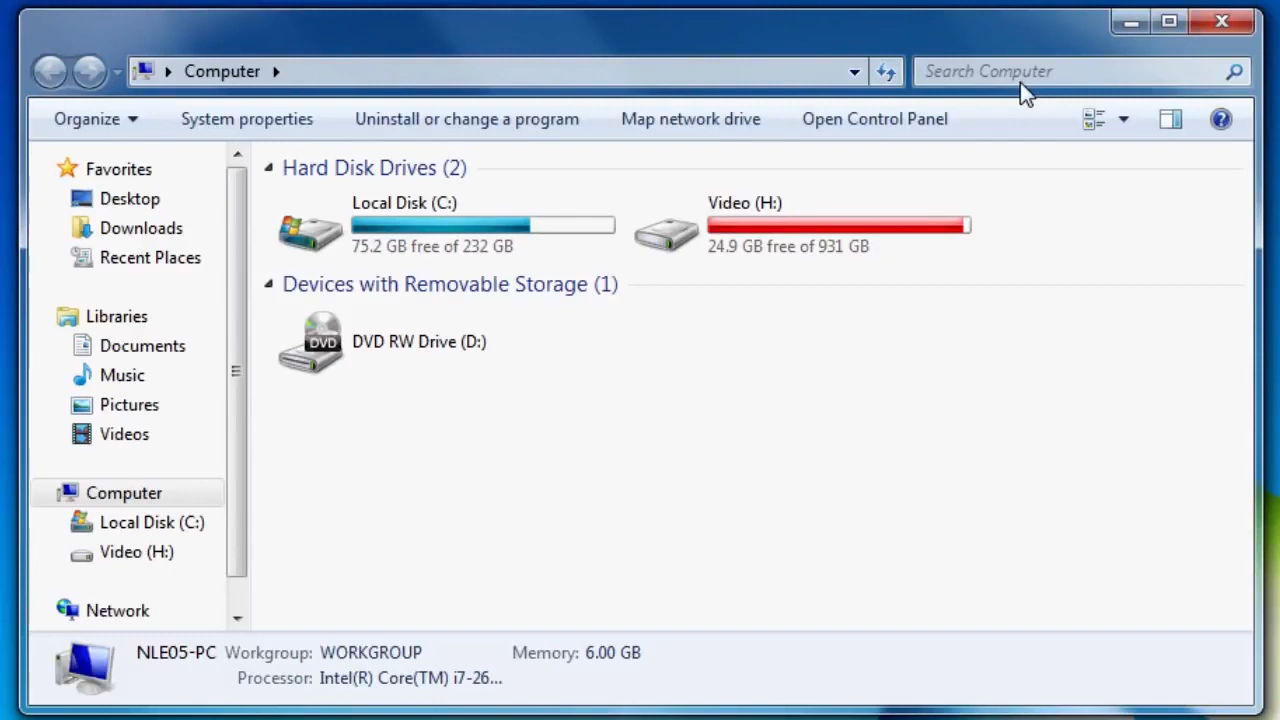 Computer
Search Computer
Organize
System properties
Uninstall or change a program
Map network drive
Open Control Panel
Favorites
Desktop
Downloads
Recent Places
Libraries
Documents
Music
Pictures
Videos
Computer
Local Disk (C:)
Video (H:)
Network
Hard Disk Drives (2)
Local Disk (C:)
75.2 GB free of 232 GB
Video (H:)
24.9 GB free of 931 GB
Devices with Removable Storage (1)
DVD
DVD RW Drive (D:)
NLE05-PC Workgroup: WORKGROUP Memory: 6.00 GB
Processor: Intel(R) Core(TM) i7-26...